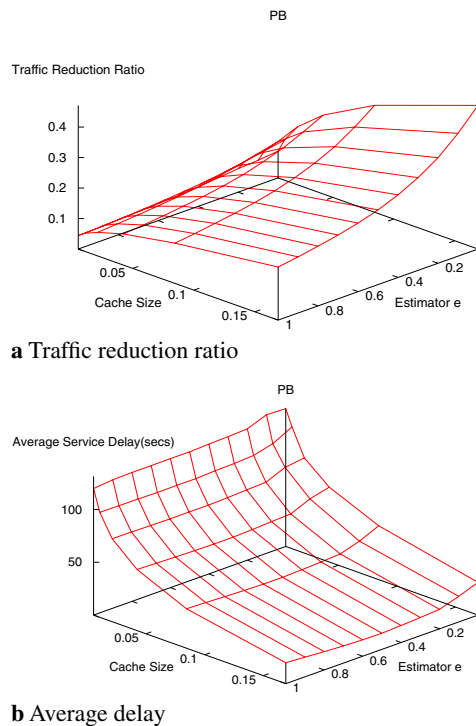 PB
Traffic Reduction Ratio
0.4
0.3
0.2
0.1
0.05
0.1
0.15
Cache Size
1
0.8
0.6
0.4
0.2
Estimator e
a Traffic reduction ratio
PB
Average Service Delay(secs)
100
50
0.05
0.1
0.15
Cache Size
1
0.8
0.6
0.4
0.2
Estimator e
b Average delay